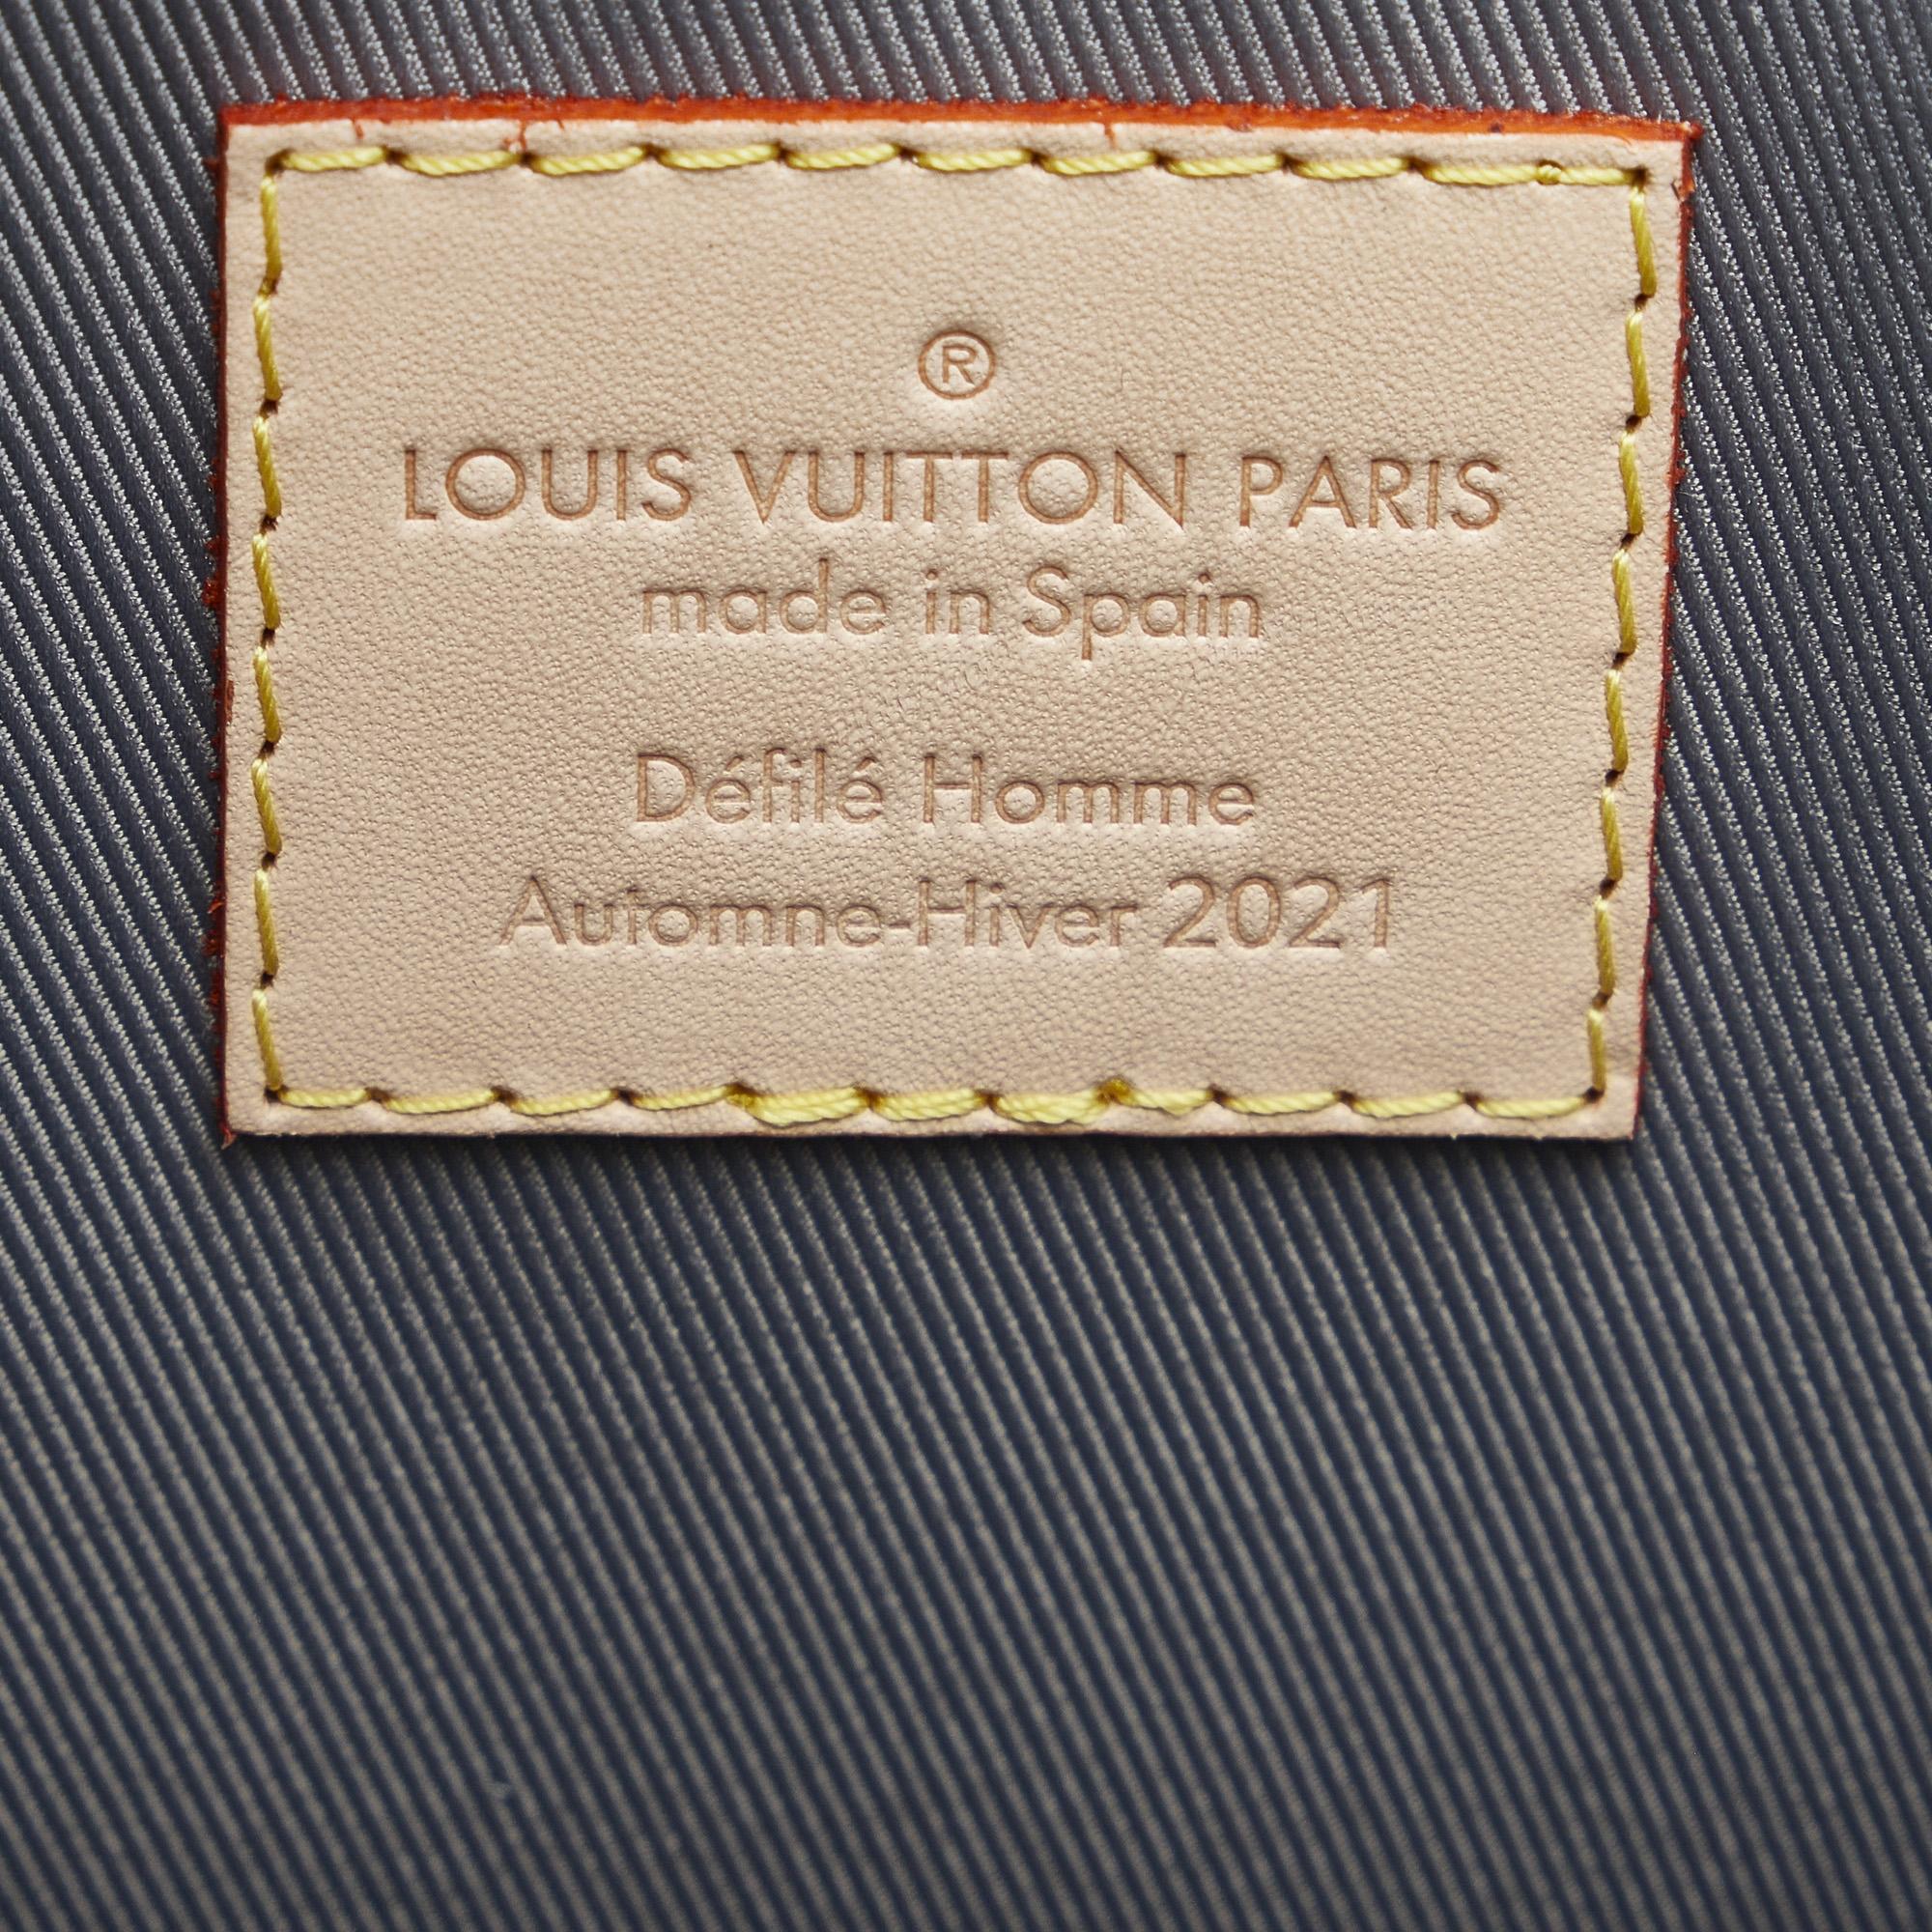 ®
LOUIS VUITTON PARIS
made in Spain
Défilé Homme
Automne-Hiver 2021